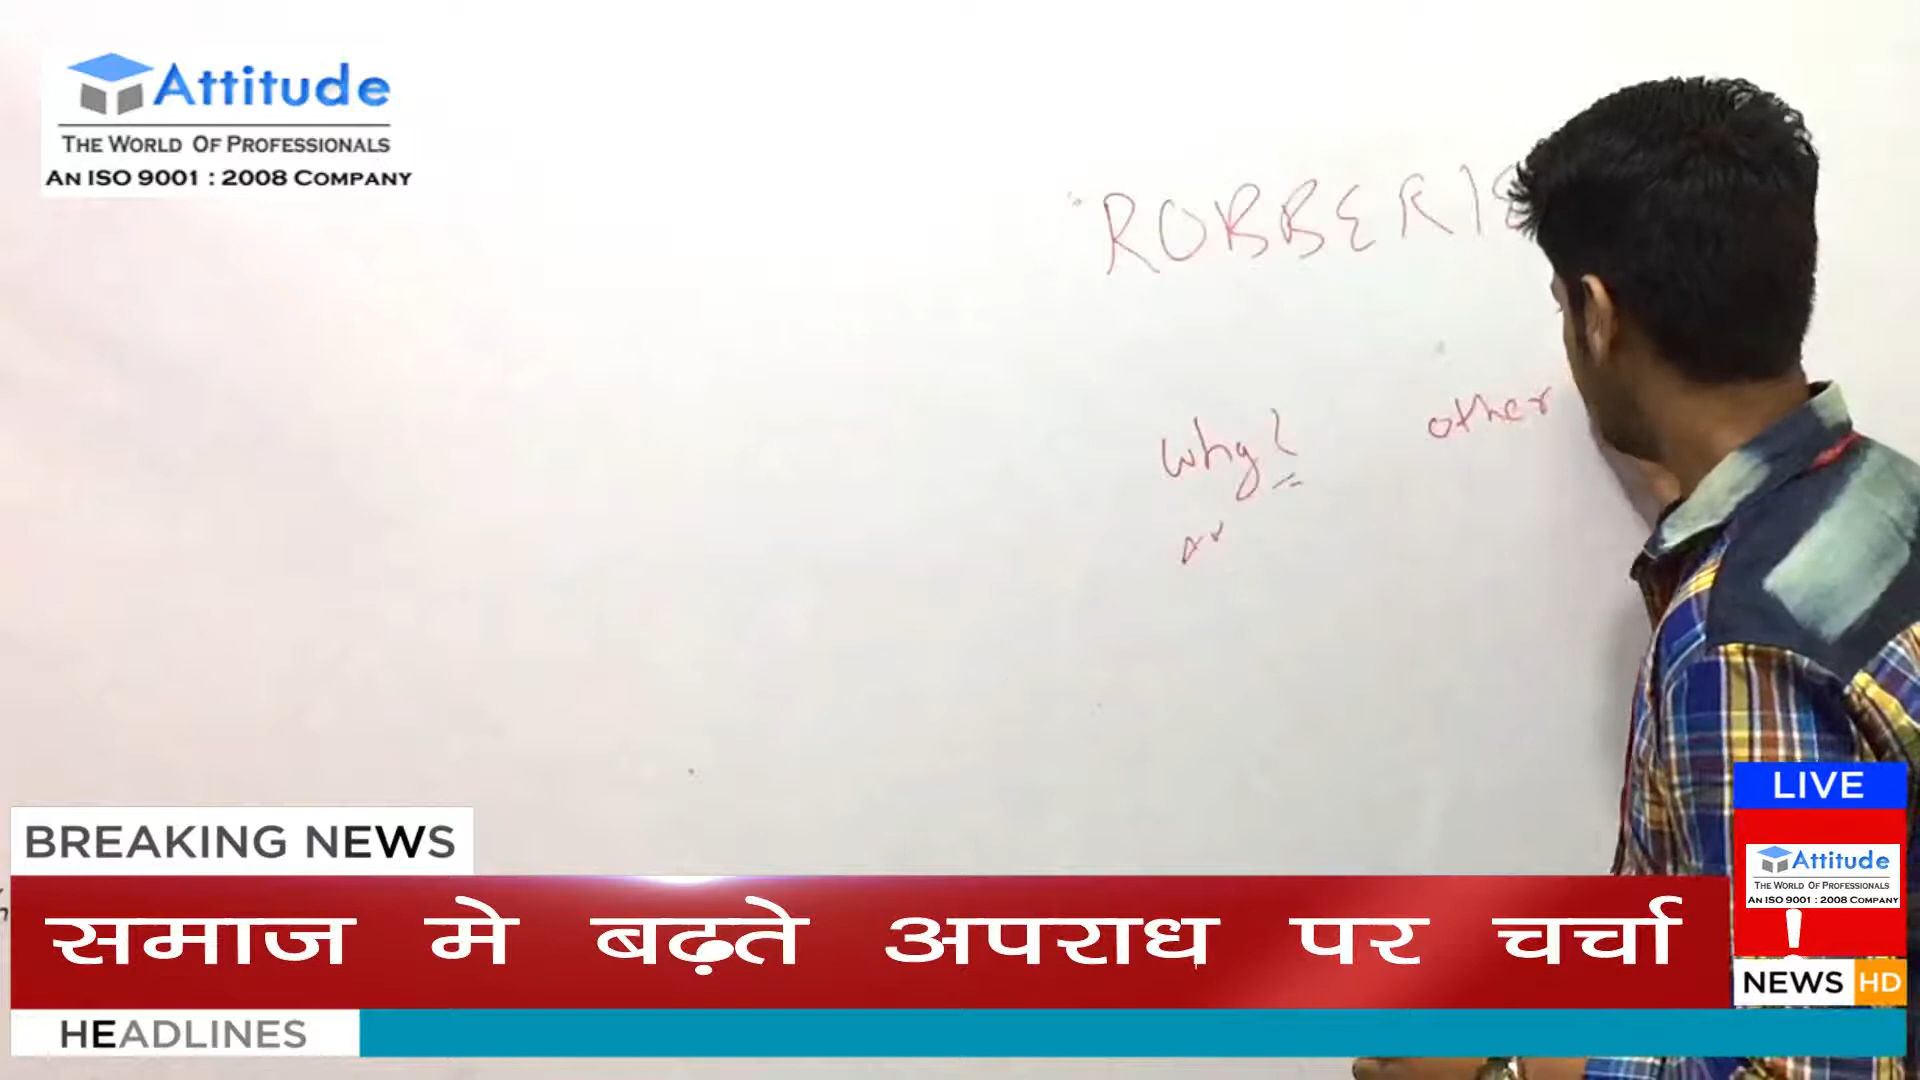 Attitude
THE WORLD OF PROFESSIONALS
AN ISO 9001 : 2008 COMPANY
ROBBERIE
why?
other
LIVE
BREAKING NEWS
Attitude
THE WORLD OF PROFESSIONALS
AN ISO 9001 : 2008 COMPANY
समाज मे बढ़ते अपराध पर चर्चा !
NEWS HD
HEADLINES